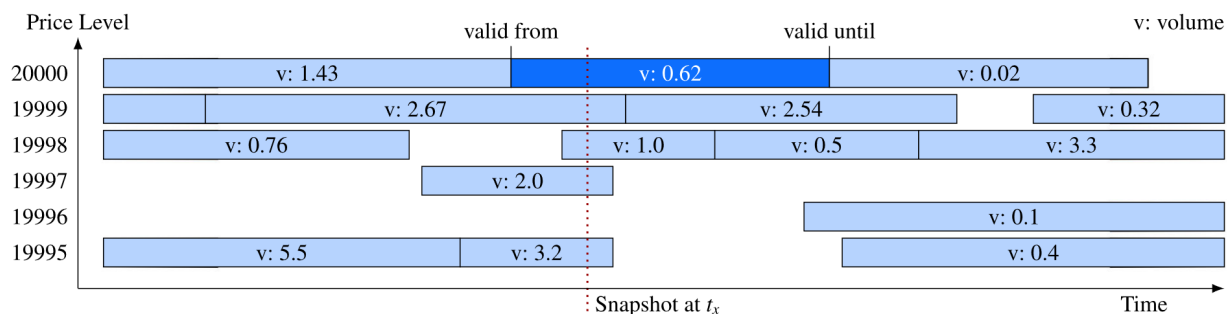 Price Level
valid from
valid until
v: volume
20000 v: 1.43 v: 0.62 v: 0.02
19999 v: 2.67 v: 2.54 v: 0.32
19998 v: 0.76 v: 1.0 v: 0.5 v: 3.3
19997 v: 2.0
19996 v: 0.1
19995 v: 5.5 v: 3.2 v: 0.4
Snapshot at tx
Time